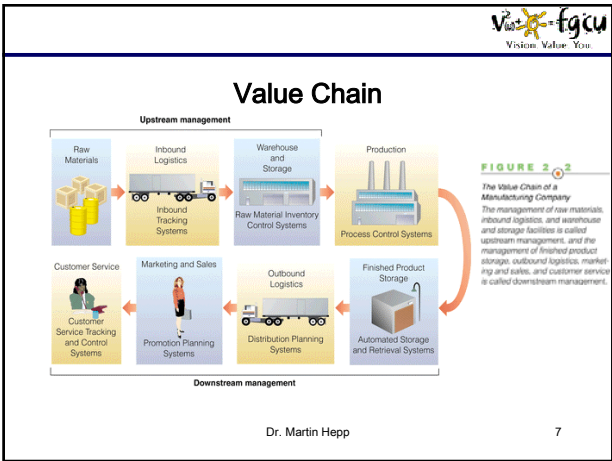 fgcu
Vision Value You
Value Chain
Upstream management
Raw
Materials
Inbound
Logistics
Inbound
Tracking
Systems
Warehouse
and
Storage
Raw Material Inventory
Control Systems
Production
Process Control Systems
FIGURE 2 2
The Value Chain of a
Manufacturing Company
The management of raw materials,
inbound logistics, and warehouse
and storage facilities is called
upstream management, and the
management of finished product
storage, outbound logistics, market-
ing and sales, and customer service
is called downstream management.
Customer Service
Customer
Service Tracking
and Control
Systems
Marketing and Sales
Promotion Planning
Systems
Outbound
Logistics
Distribution Planning
Systems
Finished Product
Storage
Automated Storage
and Retrieval Systems
Downstream management
Dr. Martin Hepp
7